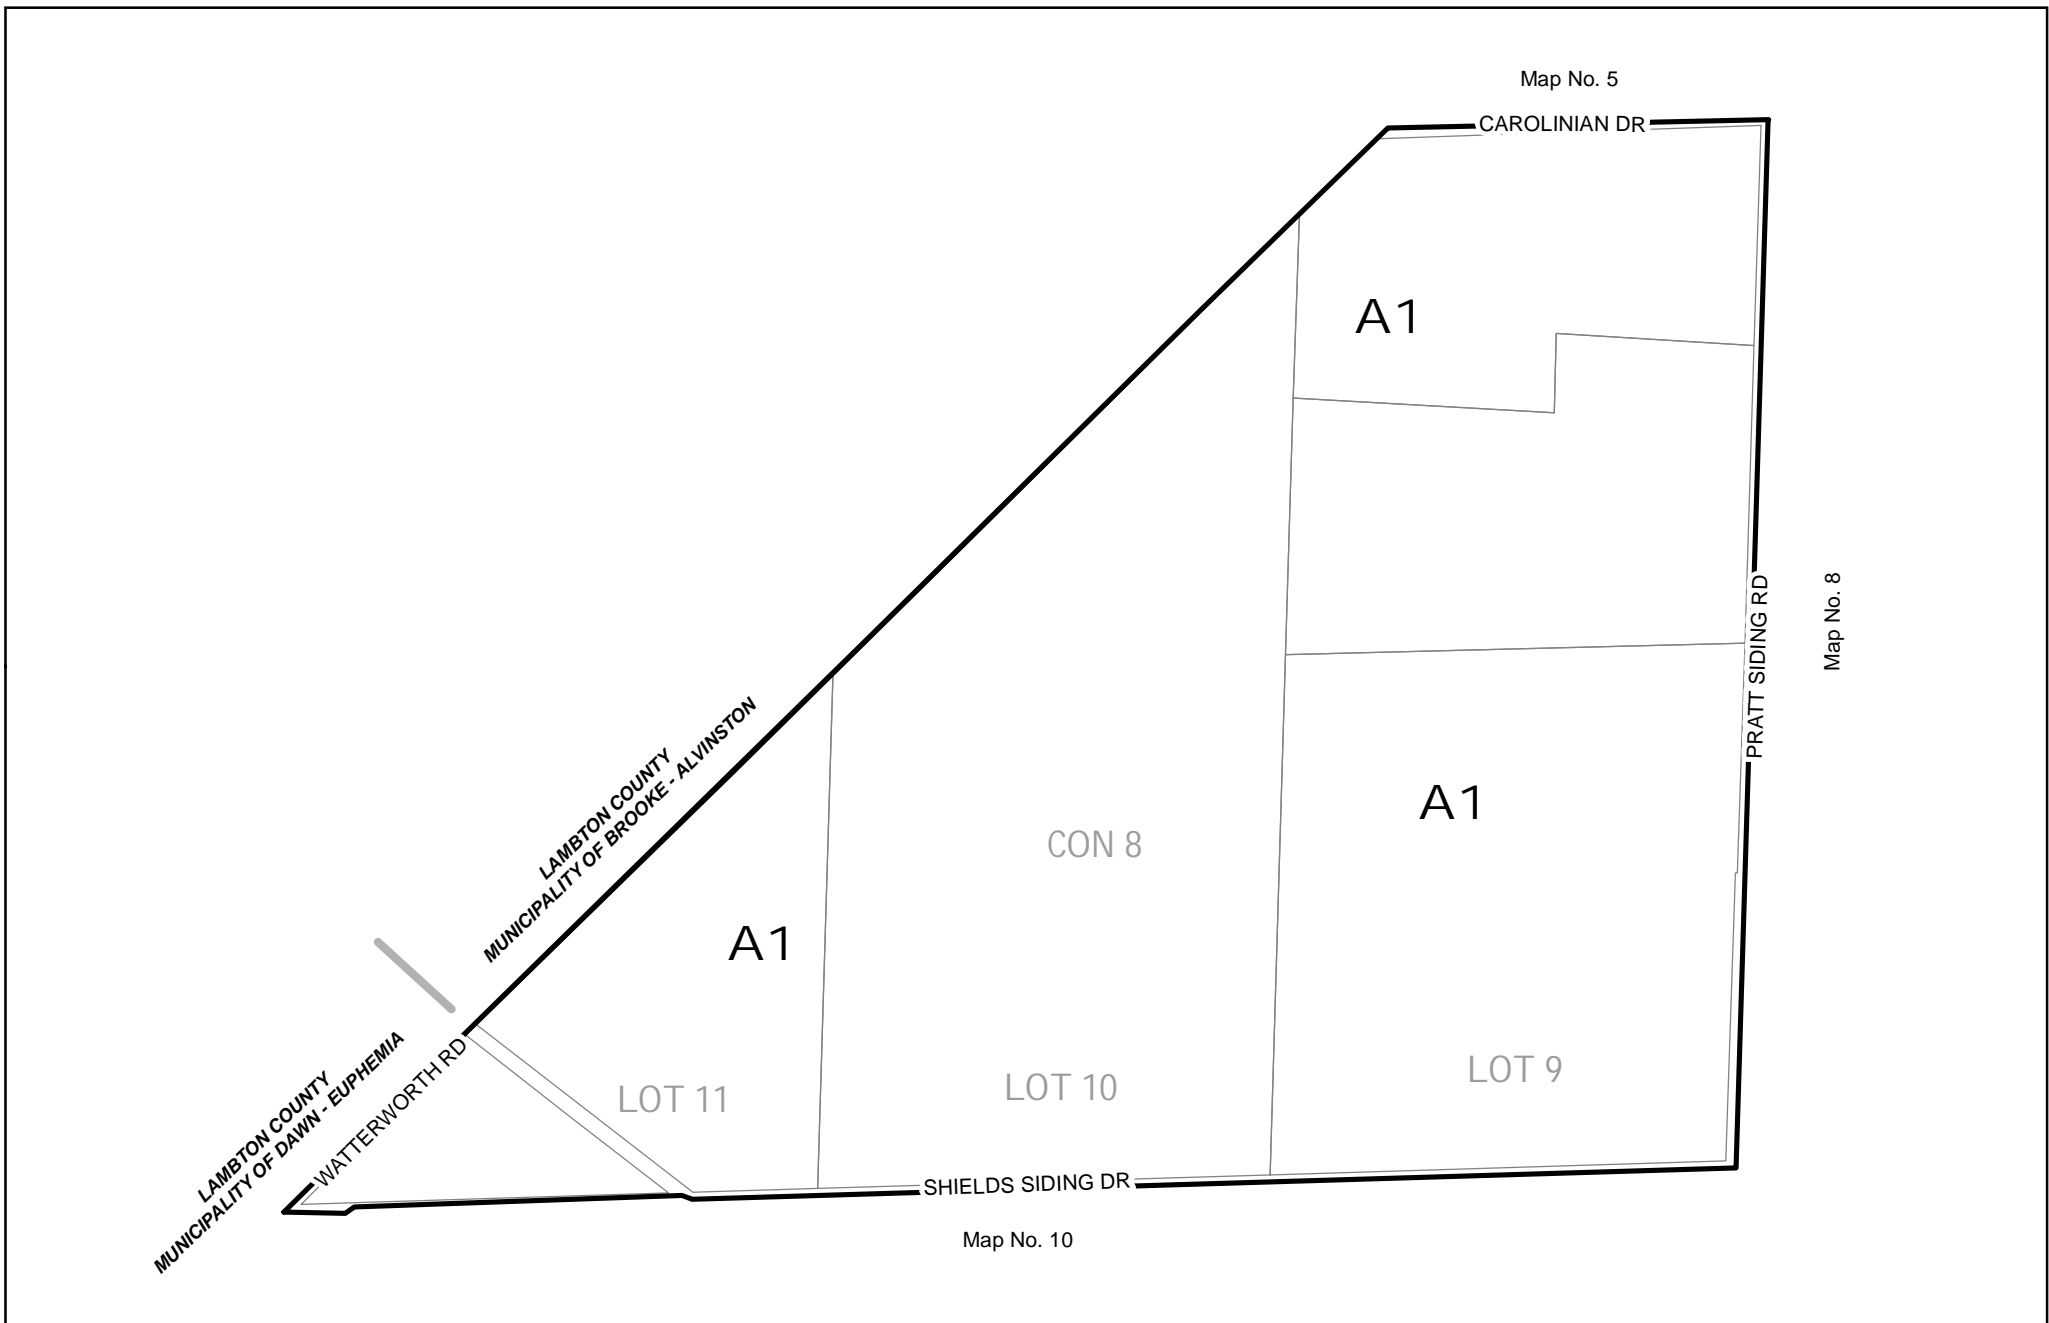 Map No. 5
CAROLINIAN DR
A1
PRATT SIDING RD
Map No. 8
LAMBTON COUNTY
MUNICIPALITY OF BROOKE - ALVINSTON
A1
CON 8
A1
LAMBTON COUNTY
MUNICIPALITY OF DAWN - EUPHEMIA
WATTERWORTH RD
LOT 11
LOT 10
LOT 9
SHIELDS SIDING DR
Map No. 10